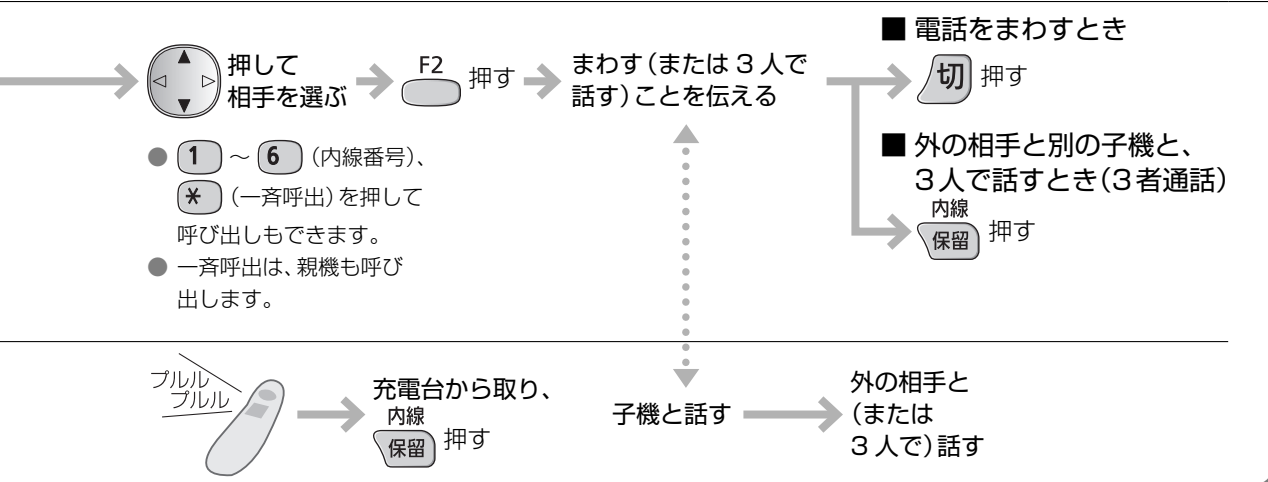 押して
相手を選ぶ
F2
押す
まわす(または 3 人で
話す)ことを伝える
■ 電話をまわすとき
切 押す
■ 外の相手と別の子機と、
3人で話すとき(3者通話)
内線
保留 押す
● 1 ～ 6 (内線番号)、
＊ (一斉呼出)を押して
呼び出しもできます。
● 一斉呼出は、親機も呼び
出します。
プルルル
プルルル
充電台から取り、
内線
保留 押す
子機と話す
外の相手と
(または
3 人で)話す